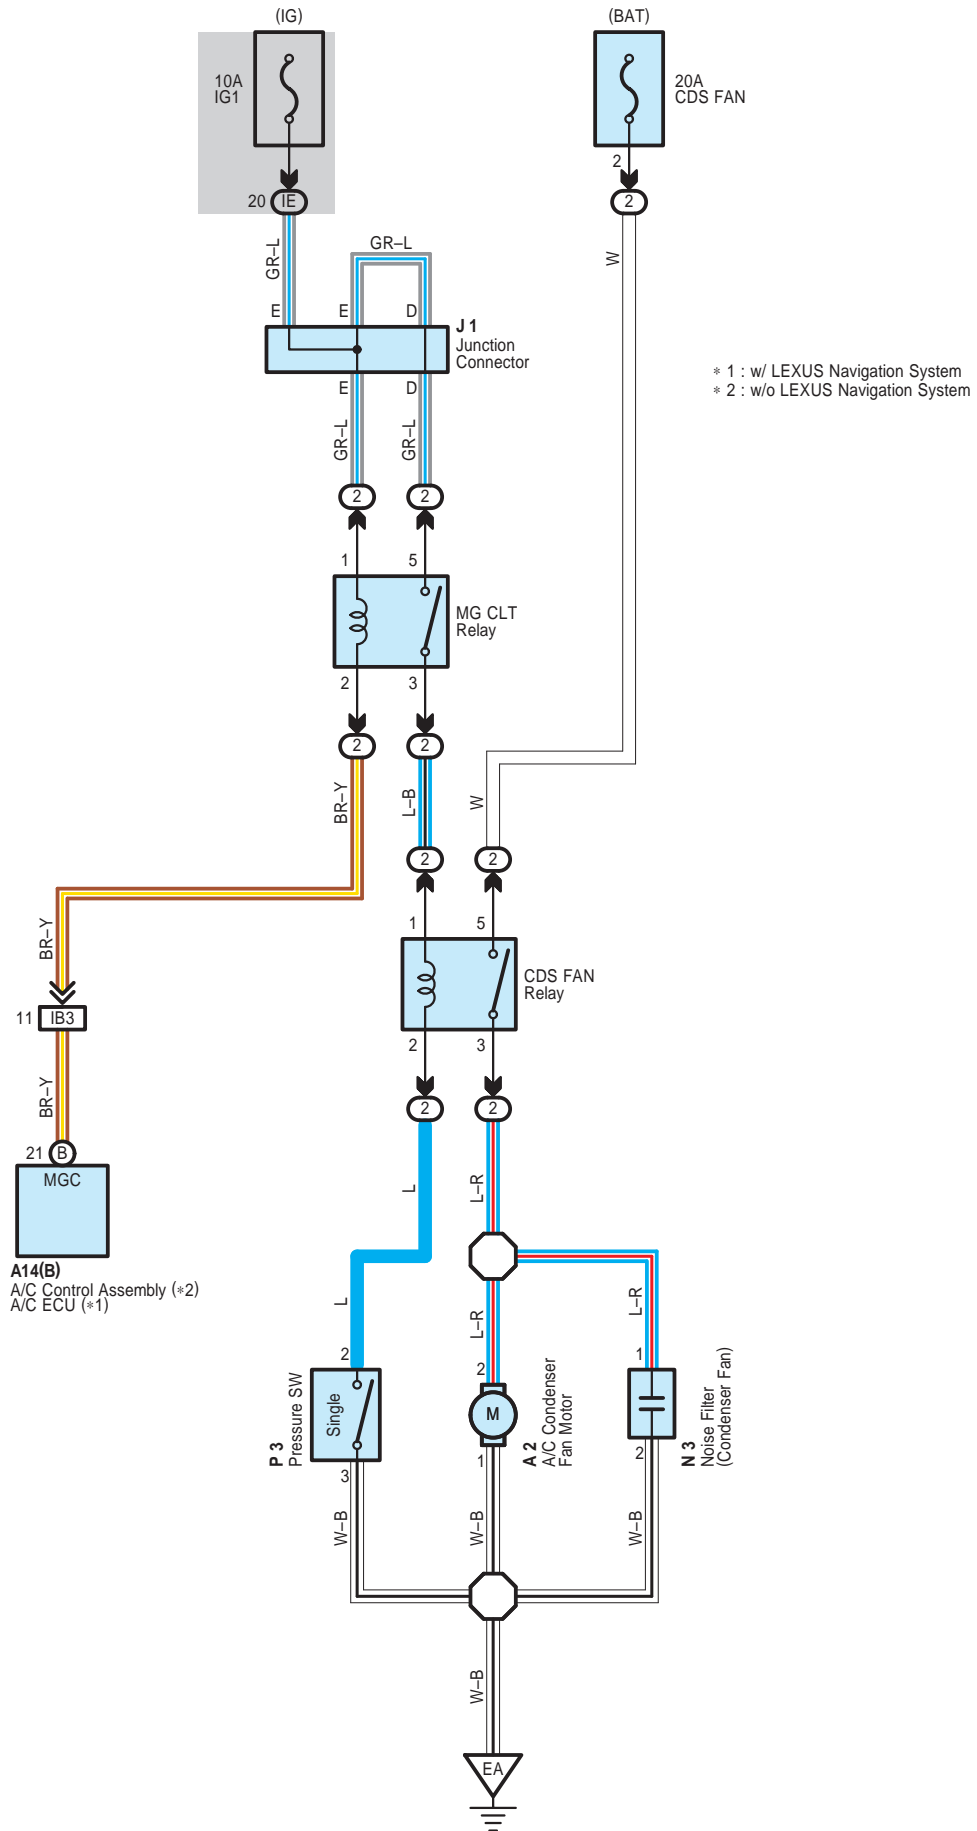 (IG)
(BAT)
10A
IG1
20A
CDS FAN
2
20
IE
2
GR–L
GR–L
W
E
E
D
J 1
Junction
Connector
E
D
∗ 1 : w/ LEXUS Navigation System
∗ 2 : w/o LEXUS Navigation System
GR–L
GR–L
2
2
1
5
MG CLT
Relay
2
3
2
2
BR–Y
L–B
W
2
2
BR–Y
1
5
CDS FAN
Relay
11
IB3
2
3
BR–Y
2
2
21
B
MGC
L
L–R
A14(B)
A/C Control Assembly (∗2)
A/C ECU (∗1)
L
L–R
L–R
2
2
1
P 3
Pressure SW
Single
M
A 2
A/C Condenser
Fan Motor
N 3
Noise Filter
(Condenser Fan)
3
1
2
W–B
W–B
W–B
W–B
EA